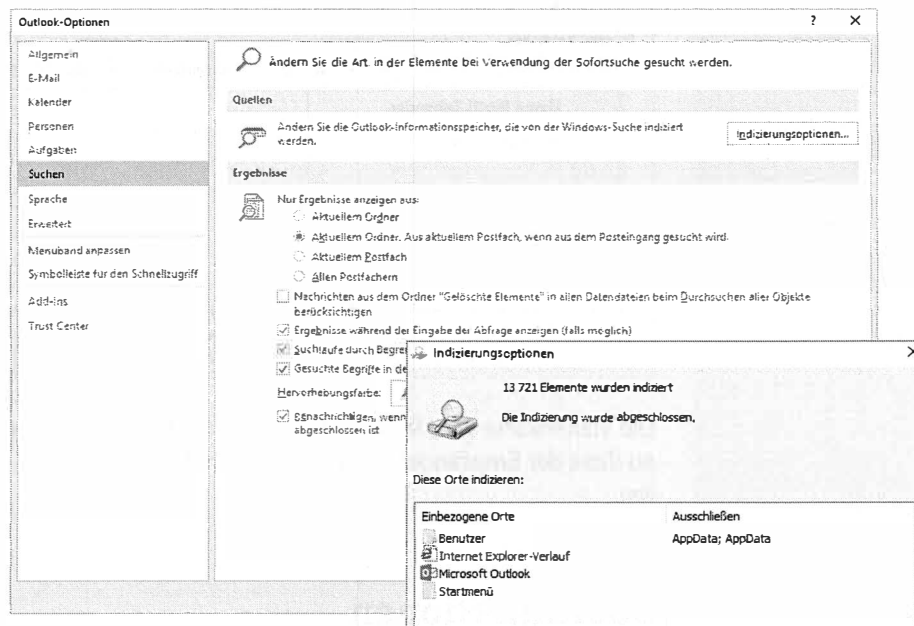 Outlook-Optionen
? ×
Allgemein
E-Mail
Kalender
Personen
Aufgaben
Suchen
Sprache
Erweitert
Menüband anpassen
Symbolleiste für den Schnellzugriff
Add-Ins
Trust Center
Ändern Sie die Art, in der Elemente bei Verwendung der Sofortsuche gesucht werden.
Quellen
Ändern Sie die Outlook-Informationsspeicher, die von der Windows-Suche indiziert
werden.
Indizierungsoptionen...
Ergebnisse
Nur Ergebnisse anzeigen aus:
Aktuellem Ordner
Aktuellem Ordner. Aus aktuellem Postfach, wenn aus dem Posteingang gesucht wird.
Aktuellem Postfach
Allen Postfächern
Nachrichten aus dem Ordner "Gelöschte Elemente" in allen Datendateien beim Durchsuchen aller Objekte
berücksichtigen
Ergebnisse während der Eingabe der Abfrage anzeigen (falls möglich)
Suchläufe durch Begre
Gesuchte Begriffe in de
Hervorhebungsfarbe:
Benachrichtigen, wenn
abgeschlossen ist
Indizierungsoptionen
×
13 721 Elemente wurden indiziert
Die Indizierung wurde abgeschlossen.
Diese Orte indizieren:
Einbezogene Orte Ausschließen
Benutzer AppData; AppData
Internet Explorer-Verlauf
Microsoft Outlook
Startmenü